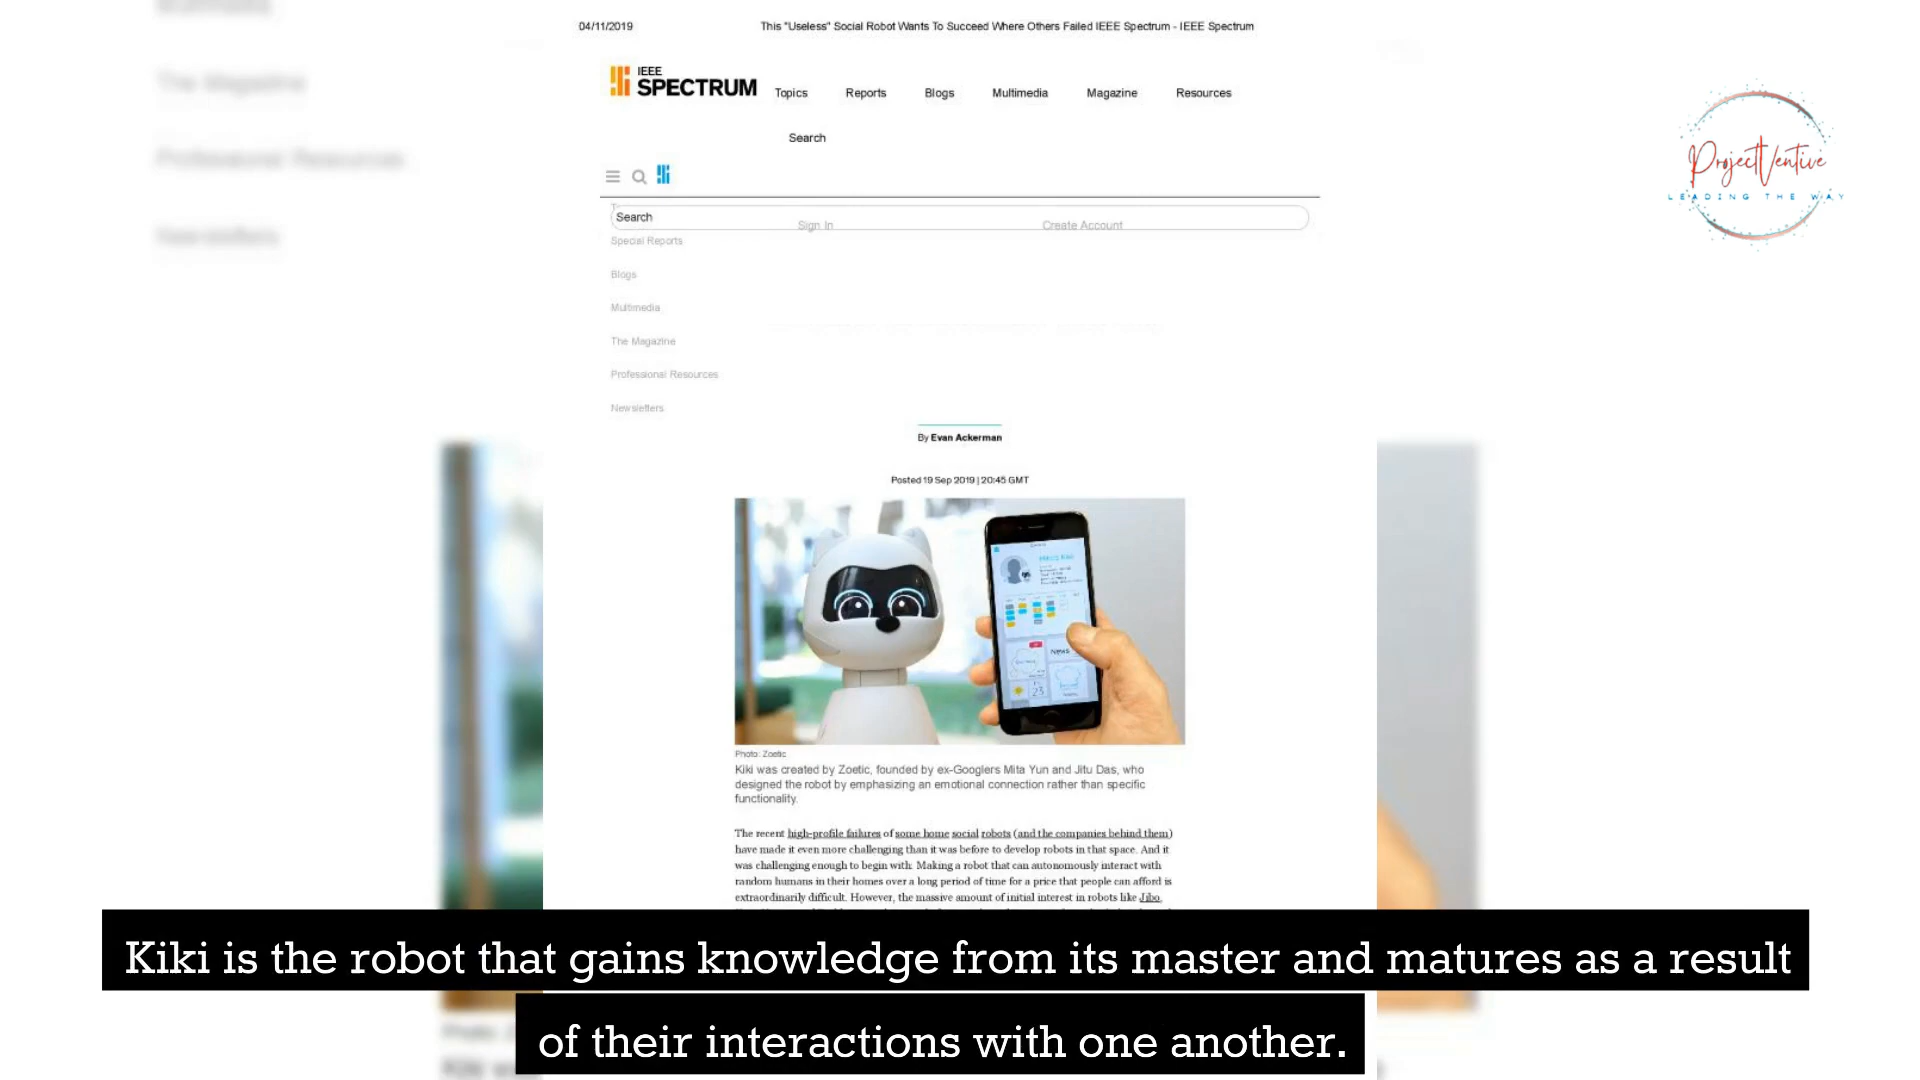 04/11/2019
This "Useless" Social Robot Wants To Succeed Where Others Failed IEEE Spectrum - IEEE Spectrum
IEEE
SPECTRUM
Topics
Reports
Blogs
Multimedia
Magazine
Resources
Search
Search
Sign In
Create Account
Special Reports
Blogs
Multimedia
The Magazine
Professional Resources
Newsletters
The Magazine
Professional Resources
Newsletters
ProjectVentive
LEADING THE WAY
By Evan Ackerman
Posted 19 Sep 2019 | 20:45 GMT
News
23
Photo: Zoetic
Kiki was created by Zoetic, founded by ex-Googlers Mita Yun and Jitu Das, who
designed the robot by emphasizing an emotional connection rather than specific
functionality.
The recent high-profile failures of some home social robots (and the companies behind them)
have made it even more challenging than it was before to develop robots in that space. And it
was challenging enough to begin with. Making a robot that can autonomously interact with
random humans in their homes over a long period of time for a price that people can afford is
extraordinarily difficult. However, the massive amount of initial interest in robots like Jibo,
Kiki is the robot that gains knowledge from its master and matures as a result
of their interactions with one another.